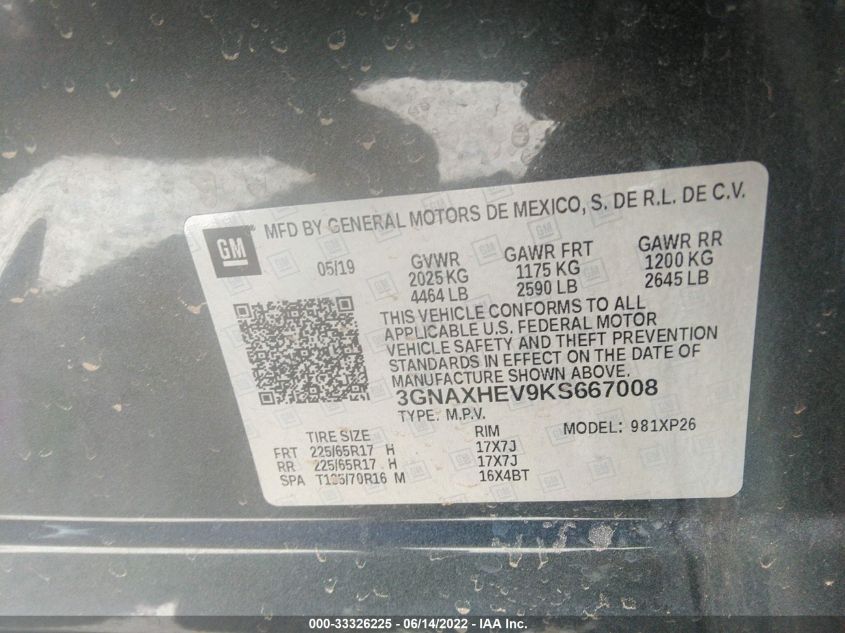 GM
MFD BY GENERAL MOTORS DE MEXICO, S. DE R.L. DE C.V.
05/19 GVWR GAWR FRT GAWR RR
2025 KG 1175 KG 1200 KG
4464 LB 2590 LB 2645 LB
THIS VEHICLE CONFORMS TO ALL
APPLICABLE U.S. FEDERAL MOTOR
VEHICLE SAFETY AND THEFT PREVENTION
STANDARDS IN EFFECT ON THE DATE OF
MANUFACTURE SHOWN ABOVE.
3GNAXHEV9KS667008
TYPE: M.P.V.
TIRE SIZE RIM MODEL: 981XP26
FRT 225/65R17 H 17X7J
RR 225/65R17 H 17X7J
SPA T135/70R16 M 16X4BT
000-33326225 - 06/14/2022 - IAA Inc.